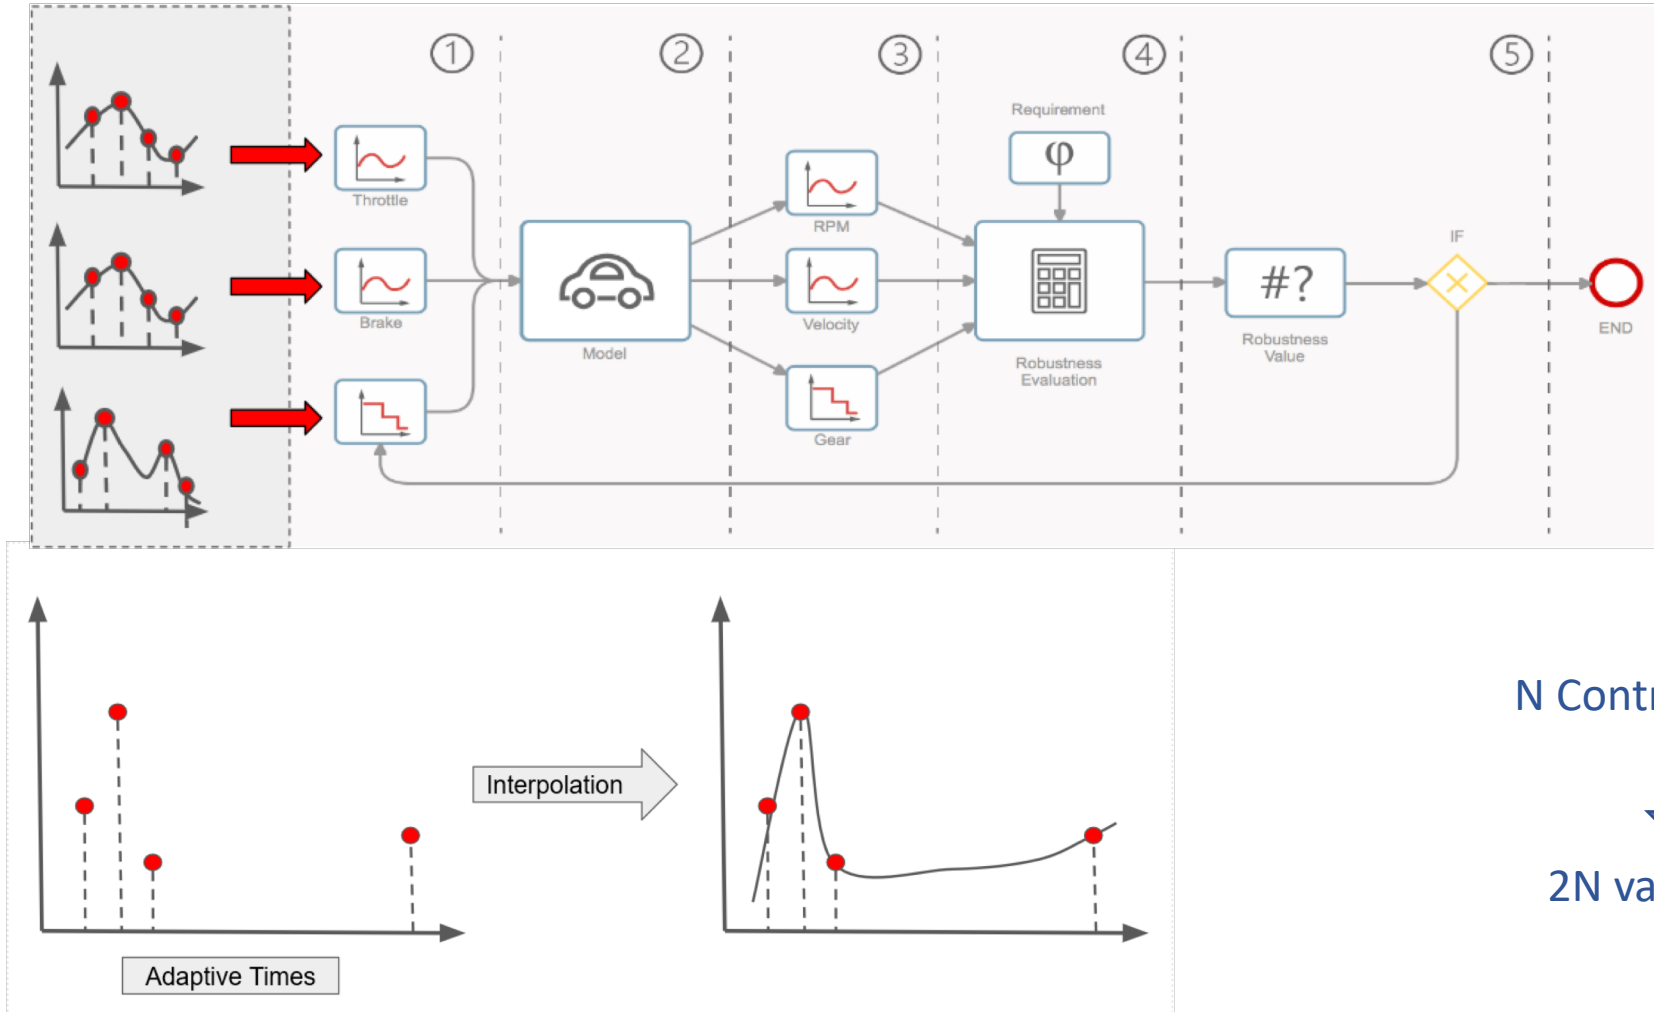 1
2
3
4
5
Requirement
φ
Throttle
RPM
IF
#?
Brake
Velocity
Model
Robustness
Evaluation
Robustness
Value
END
Gear
Interpolation
Adaptive Times
N Contr
2N va